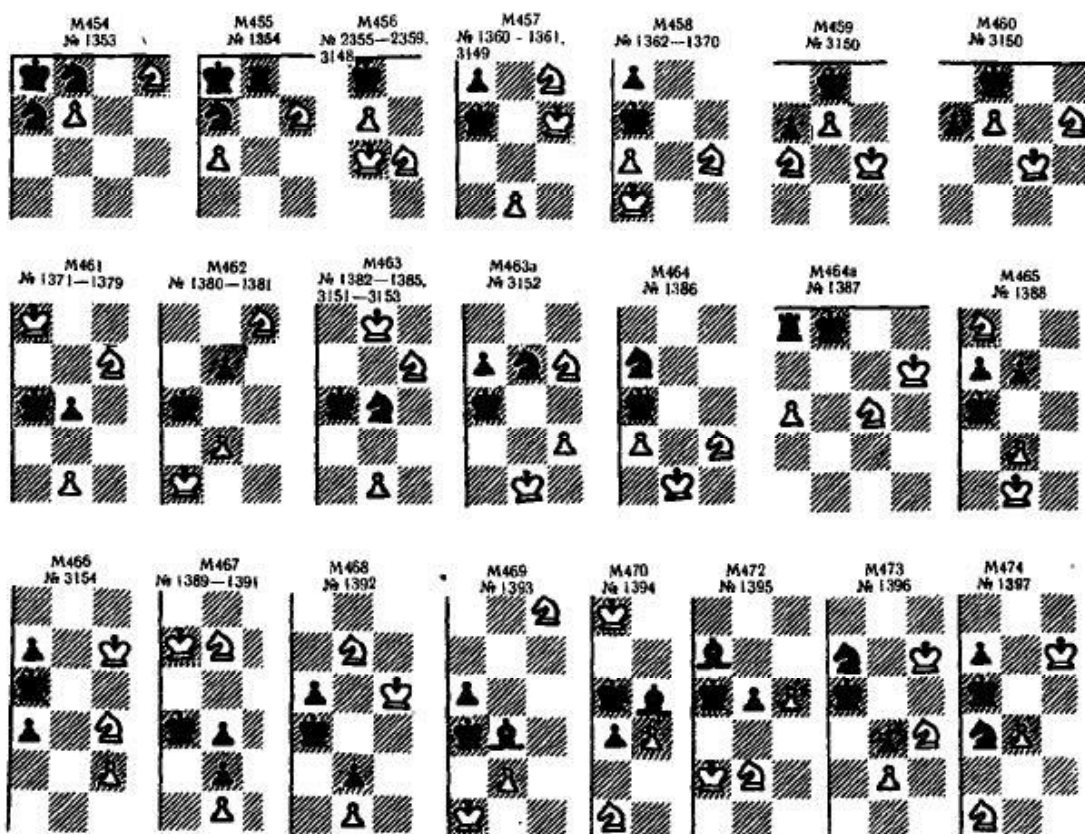 M454
№ 1353
M455
№ 1354
M456
№ 2355—2359,
3148
M457
№ 1360 - 1361,
3149
M458
№ 1362—1370
M459
№ 3150
M460
№ 3150
M461
№ 1371—1379
M462
№ 1380—1381
M463
№ 1382—1385,
3151—3153
M463a
№ 3152
M464
№ 1386
M464a
№ 1387
M465
№ 1388
M466
№ 3154
M467
№ 1389—1391
M468
№ 1392
M469
№ 1393
M470
№ 1394
M472
№ 1395
M473
№ 1396
M474
№ 1397